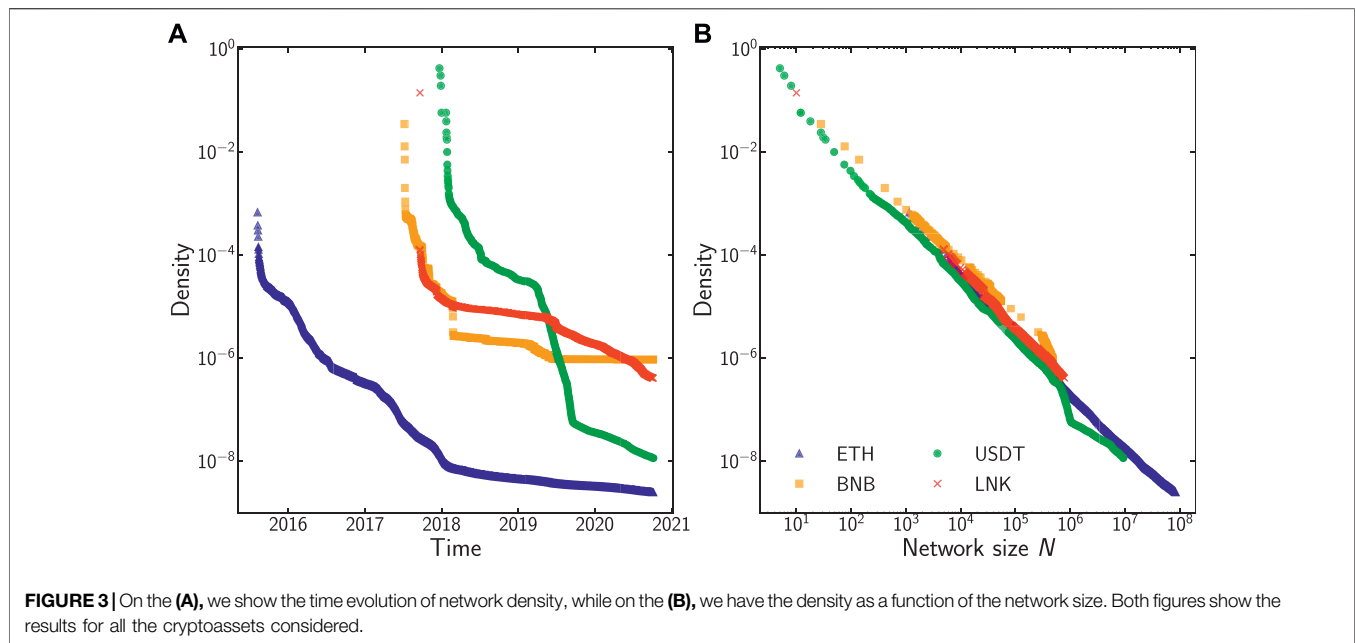 A
B
10^0
10^-2
10^-4
10^-6
10^-8
Density
2016 2017 2018 2019 2020 2021
Time
10^0
10^-2
10^-4
10^-6
10^-8
Density
ETH USDT
BNB LNK
10^1 10^2 10^3 10^4 10^5 10^6 10^7 10^8
Network size N
FIGURE 3 | On the (A), we show the time evolution of network density, while on the (B), we have the density as a function of the network size. Both figures show the
results for all the cryptoassets considered.